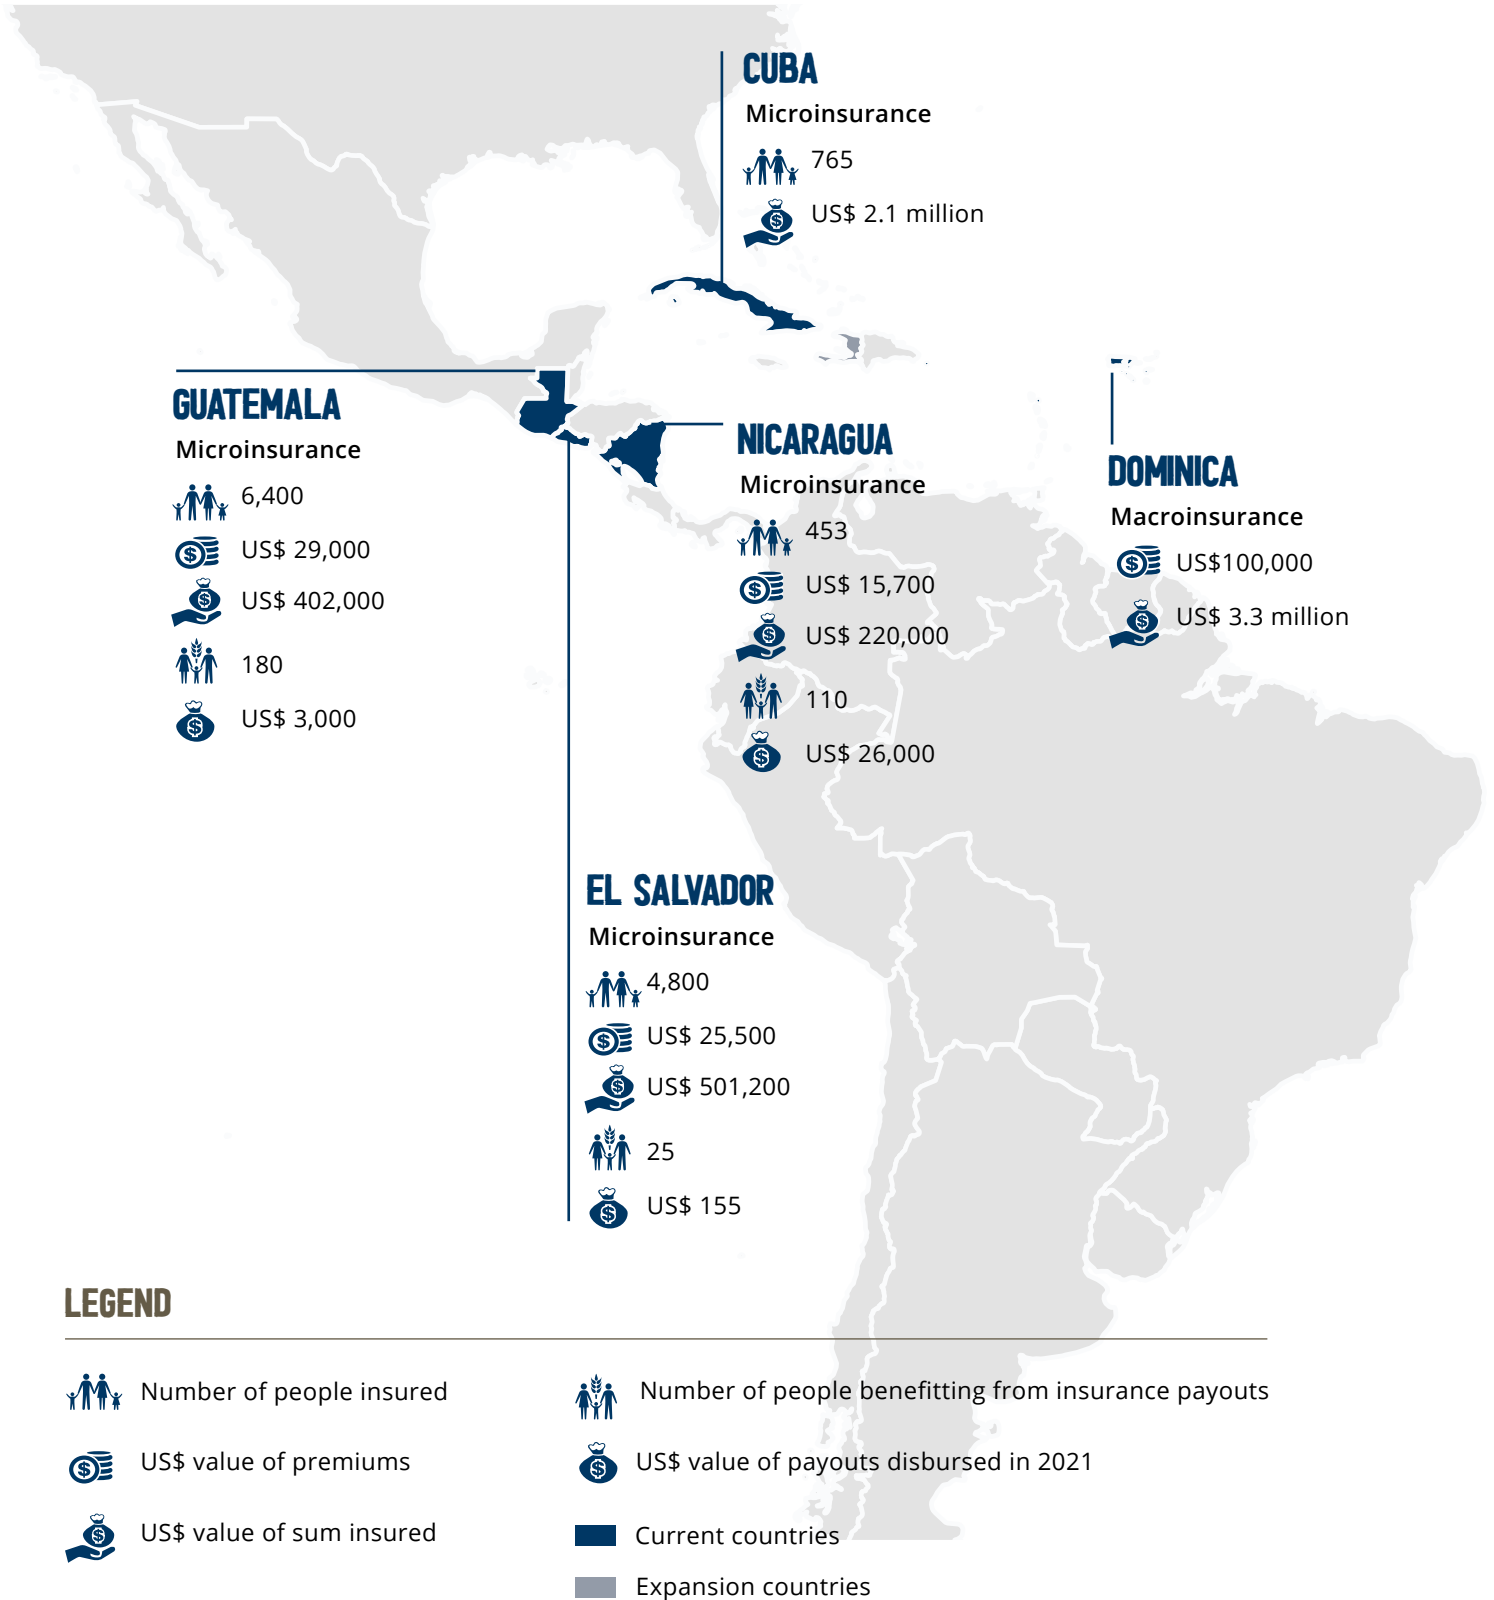 CUBA
Microinsurance
765
US$ 2.1 million
GUATEMALA
Microinsurance
6,400
US$ 29,000
US$ 402,000
180
US$ 3,000
NICARAGUA
Microinsurance
453
US$ 15,700
US$ 220,000
110
US$ 26,000
DOMINICA
Macroinsurance
US$100,000
US$ 3.3 million
EL SALVADOR
Microinsurance
4,800
US$ 25,500
US$ 501,200
25
US$ 155
LEGEND
Number of people insured
US$ value of premiums
US$ value of sum insured
Number of people benefitting from insurance payouts
US$ value of payouts disbursed in 2021
Current countries
Expansion countries